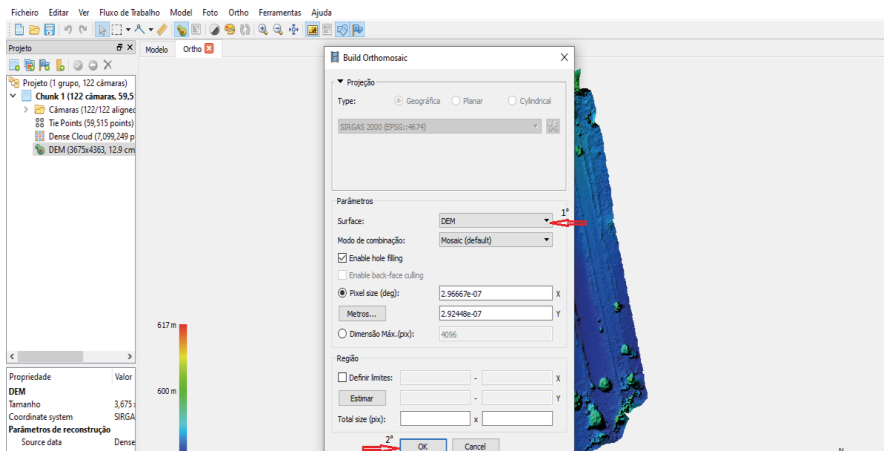 Ficheiro Editar Ver Fluxo de Trabalho Model Foto Ortho Ferramentas Ajuda
Projeto
Modelo Ortho
Projeto (1 grupo, 122 câmaras)
Chunk 1 (122 câmaras, 59,5
Câmaras (122/122 aligned
Tie Points (59,515 points)
Dense Cloud (7,099,249 p
DEM (3675x4363, 12.9 cm
Propriedade Valor
DEM
Tamanho 3,675
Coordinate system SIRGA
Parâmetros de reconstrução
Source data Dense
617 m
600 m
Build Orthomosaic
Projeção
Type: Geográfica Planar Cylindrical
SIRGAS 2000 (EPSG::4674)
Parâmetros
Surface: DEM
1º
Modo de combinação: Mosaic (default)
Enable hole filling
Enable back-face culling
Pixel size (deg): 2.96667e-07 X
Metros... 2.92448e-07 Y
Dimensão Máx.(pix): 4096
Região
Definir limites: - X
Estimar - Y
Total size (pix): x
2º
OK Cancel
N